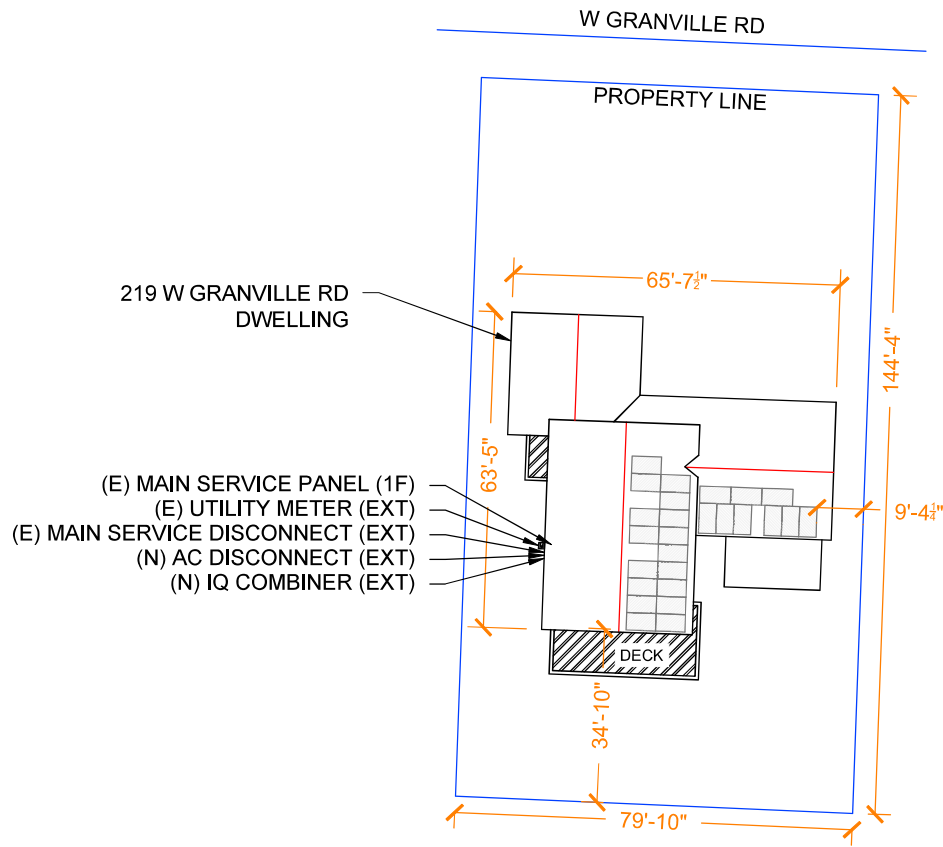 W GRANVILLE RD
PROPERTY LINE
65'-7½"
219 W GRANVILLE RD
DWELLING
144'-4"
63'-5"
(E) MAIN SERVICE PANEL (1F)
(E) UTILITY METER (EXT)
(E) MAIN SERVICE DISCONNECT (EXT)
(N) AC DISCONNECT (EXT)
(N) IQ COMBINER (EXT)
9'-4¼"
DECK
34'-10"
79'-10"